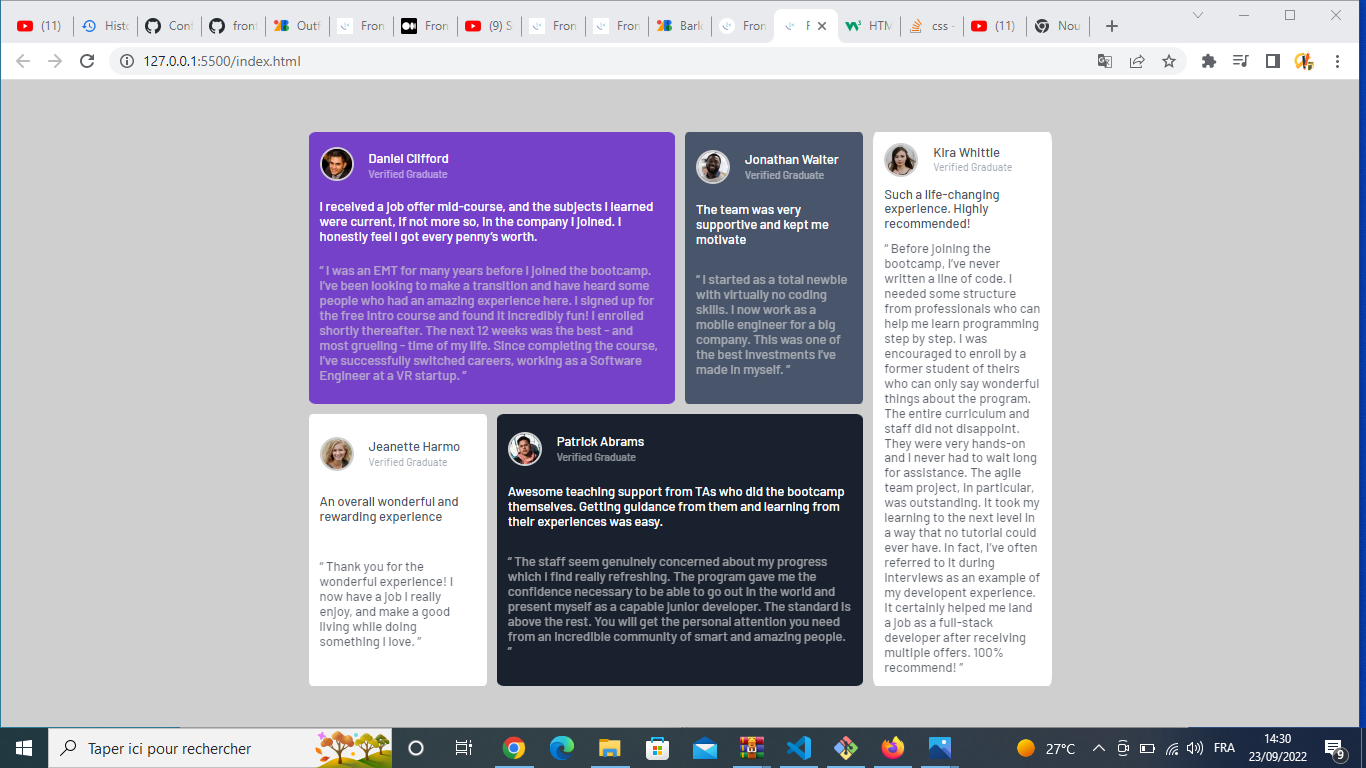 (11)
Histo
Cont
front
Outf
Fron
Fron
(9) S
Fron
Fron
Barl
Fron
F
HTM
css -
(11)
Nou
127.0.0.1:5500/index.html
Daniel Clifford
Verified Graduate
I received a job offer mid-course, and the subjects I learned
were current, if not more so, in the company I joined. I
honestly feel I got every penny’s worth.
“ I was an EMT for many years before I joined the bootcamp.
I’ve been looking to make a transition and have heard some
people who had an amazing experience here. I signed up for
the free intro course and found it incredibly fun! I enrolled
shortly thereafter. The next 12 weeks was the best - and
most grueling - time of my life. Since completing the course,
I’ve successfully switched careers, working as a Software
Engineer at a VR startup. ”
Jonathan Walter
Verified Graduate
The team was very
supportive and kept me
motivate
“ I started as a total newbie
with virtually no coding
skills. I now work as a
mobile engineer for a big
company. This was one of
the best investments I’ve
made in myself. ”
Kira Whittle
Verified Graduate
Such a life-changing
experience. Highly
recommended!
“ Before joining the
bootcamp, I’ve never
written a line of code. I
needed some structure
from professionals who can
help me learn programming
step by step. I was
encouraged to enroll by a
former student of theirs
who can only say wonderful
things about the program.
The entire curriculum and
staff did not disappoint.
They were very hands-on
and I never had to wait long
for assistance. The agile
team project, in particular,
was outstanding. It took my
learning to the next level in
a way that no tutorial could
ever have. In fact, I’ve often
referred to it during
interviews as an example of
my developent experience.
It certainly helped me land
a job as a full-stack
developer after receiving
multiple offers. 100%
recommend! ”
Jeanette Harmo
Verified Graduate
An overall wonderful and
rewarding experience
“ Thank you for the
wonderful experience! I
now have a job I really
enjoy, and make a good
living while doing
something I love. ”
Patrick Abrams
Verified Graduate
Awesome teaching support from TAs who did the bootcamp
themselves. Getting guidance from them and learning from
their experiences was easy.
“ The staff seem genuinely concerned about my progress
which I find really refreshing. The program gave me the
confidence necessary to be able to go out in the world and
present myself as a capable junior developer. The standard is
above the rest. You will get the personal attention you need
from an incredible community of smart and amazing people.
”
Taper ici pour rechercher
27°C
FRA
14:30
23/09/2022
9